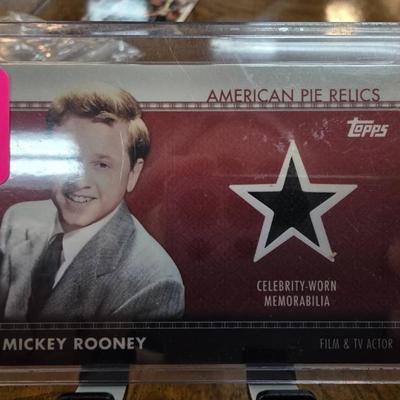 AMERICAN PIE RELICS
Topps
CELEBRITY-WORN
MEMORABILIA
MICKEY ROONEY
FILM & TV ACTOR